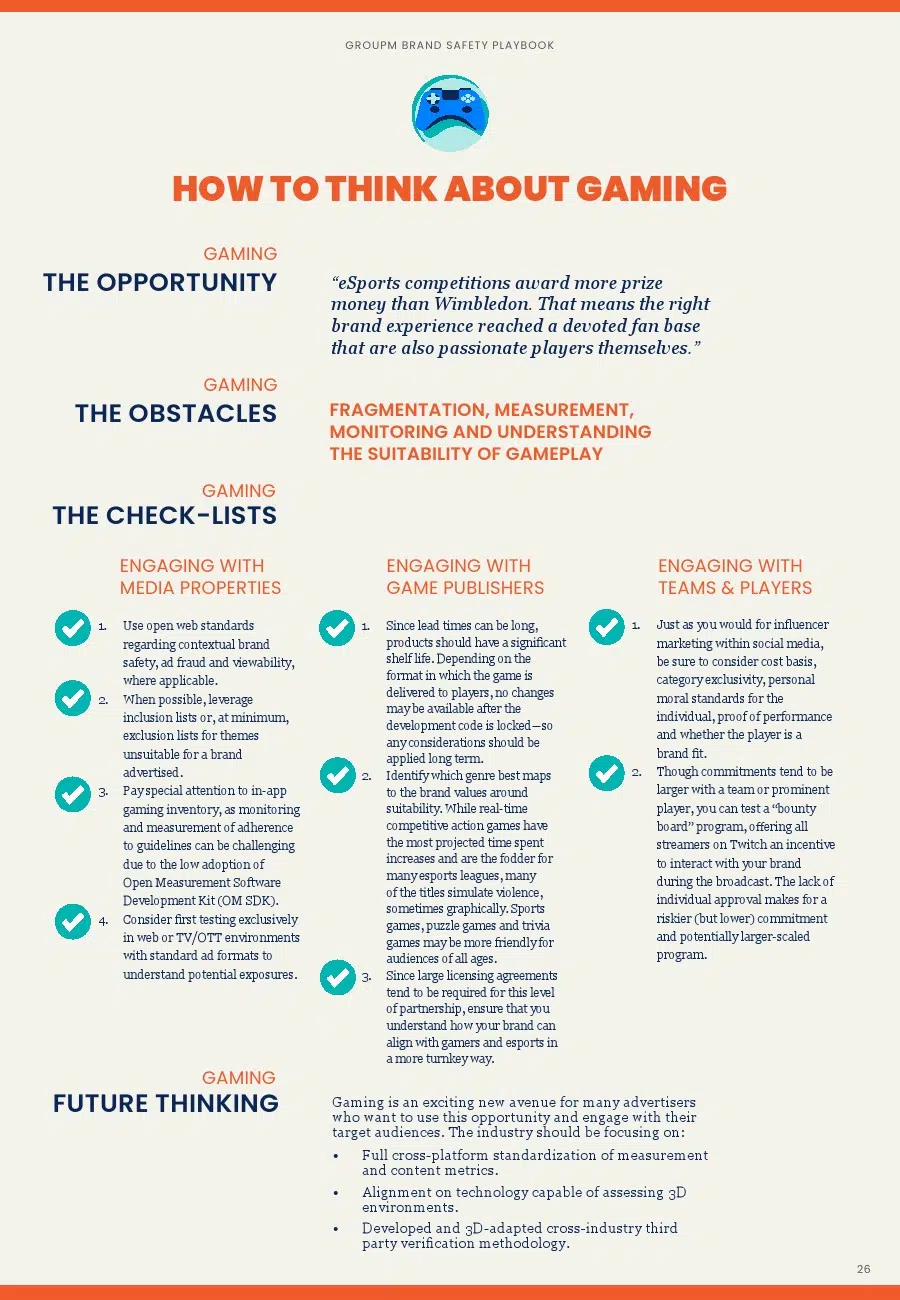 GROUPM BRAND SAFETY PLAYBOOK
HOW TO THINK ABOUT GAMING
GAMING
THE OPPORTUNITY
“eSports competitions award more prize
money than Wimbledon. That means the right
brand experience reached a devoted fan base
that are also passionate players themselves.”
GAMING
THE OBSTACLES
FRAGMENTATION, MEASUREMENT,
MONITORING AND UNDERSTANDING
THE SUITABILITY OF GAMEPLAY
GAMING
THE CHECK-LISTS
ENGAGING WITH
MEDIA PROPERTIES
1. Use open web standards
regarding contextual brand
safety, ad fraud and viewability,
where applicable.
2. When possible, leverage
inclusion lists or, at minimum,
exclusion lists for themes
unsuitable for a brand
advertised.
3. Pay special attention to in-app
gaming inventory, as monitoring
and measurement of adherence
to guidelines can be challenging
due to the low adoption of
Open Measurement Software
Development Kit (OM SDK).
4. Consider first testing exclusively
in web or TV/OTT environments
with standard ad formats to
understand potential exposures.
ENGAGING WITH
GAME PUBLISHERS
1. Since lead times can be long,
products should have a significant
shelf life. Depending on the
format in which the game is
delivered to players, no changes
may be available after the
development code is locked—so
any considerations should be
applied long term.
2. Identify which genre best maps
to the brand values around
suitability. While real-time
competitive action games have
the most projected time spent
increases and are the fodder for
many esports leagues, many
of the titles simulate violence,
sometimes graphically. Sports
games, puzzle games and trivia
games may be more friendly for
audiences of all ages.
3. Since large licensing agreements
tend to be required for this level
of partnership, ensure that you
understand how your brand can
align with gamers and esports in
a more turnkey way.
ENGAGING WITH
TEAMS & PLAYERS
1. Just as you would for influencer
marketing within social media,
be sure to consider cost basis,
category exclusivity, personal
moral standards for the
individual, proof of performance
and whether the player is a
brand fit.
2. Though commitments tend to be
larger with a team or prominent
player, you can test a “bounty
board” program, offering all
streamers on Twitch an incentive
to interact with your brand
during the broadcast. The lack of
individual approval makes for a
riskier (but lower) commitment
and potentially larger-scaled
program.
GAMING
FUTURE THINKING
Gaming is an exciting new avenue for many advertisers
who want to use this opportunity and engage with their
target audiences. The industry should be focusing on:
• Full cross-platform standardization of measurement
and content metrics.
• Alignment on technology capable of assessing 3D
environments.
• Developed and 3D-adapted cross-industry third
party verification methodology.
26